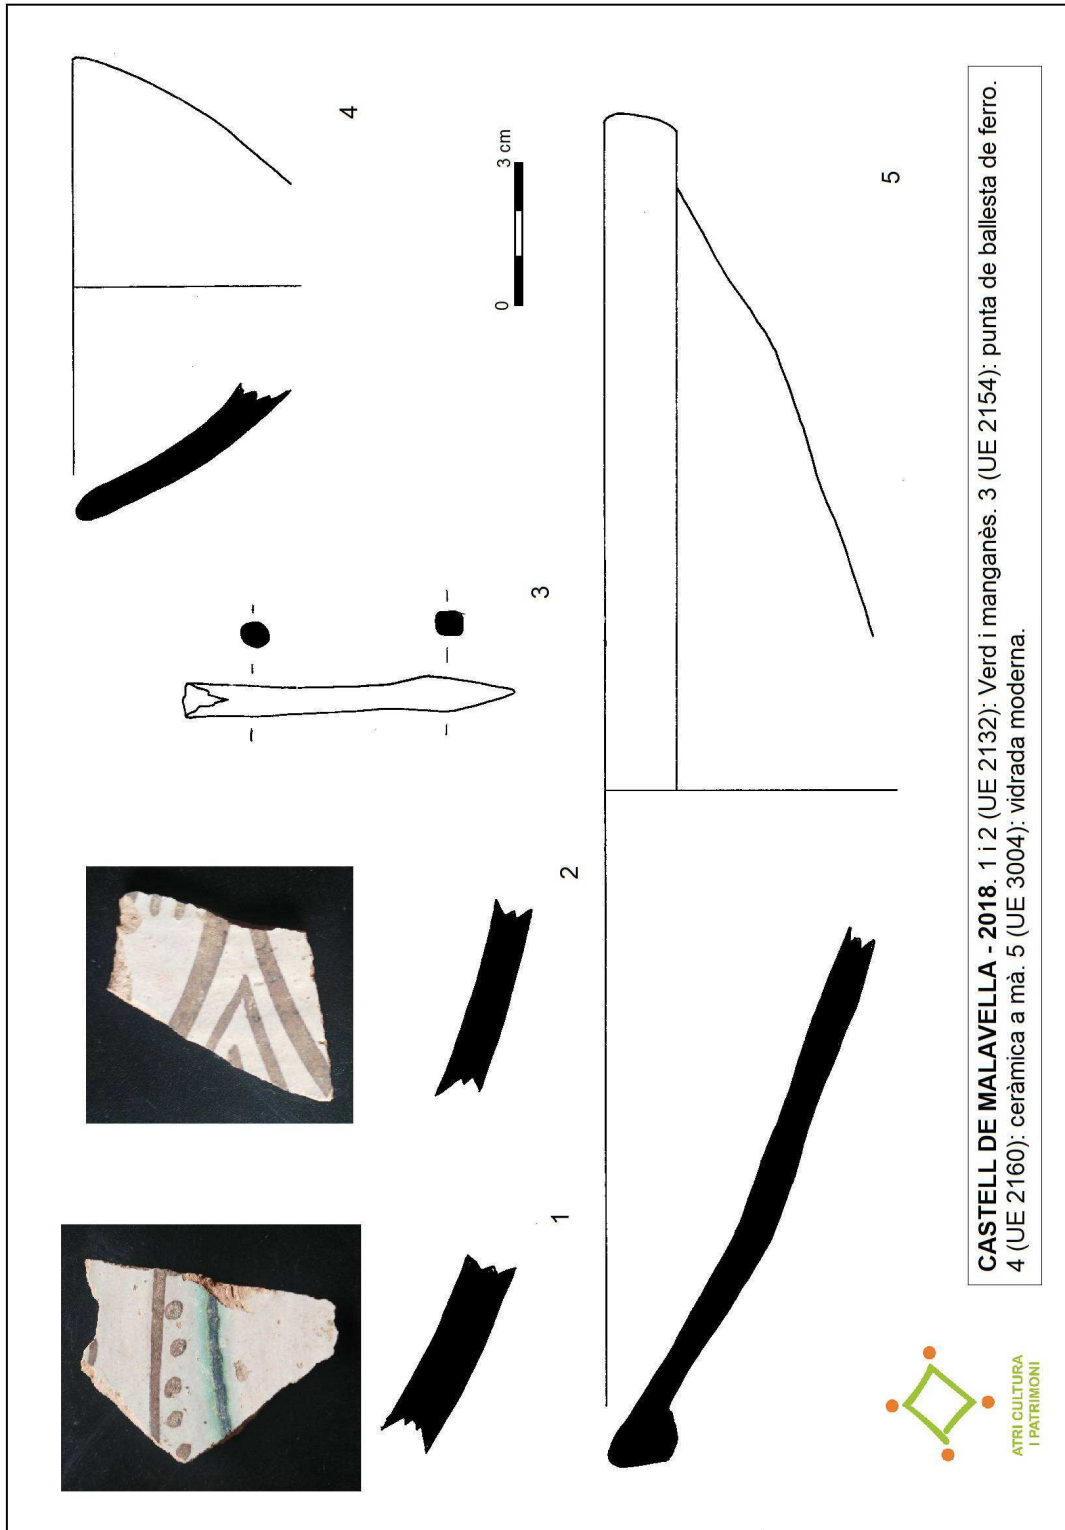 1
2
3
4
0 3 cm
5
CASTELL DE MALAVELLA - 2018. 1 i 2 (UE 2132): Verd i manganès. 3 (UE 2154): punta de ballesta de ferro.
4 (UE 2160): ceràmica a mà. 5 (UE 3004): vidrada moderna.
ATRI CULTURA
I PATRIMONI